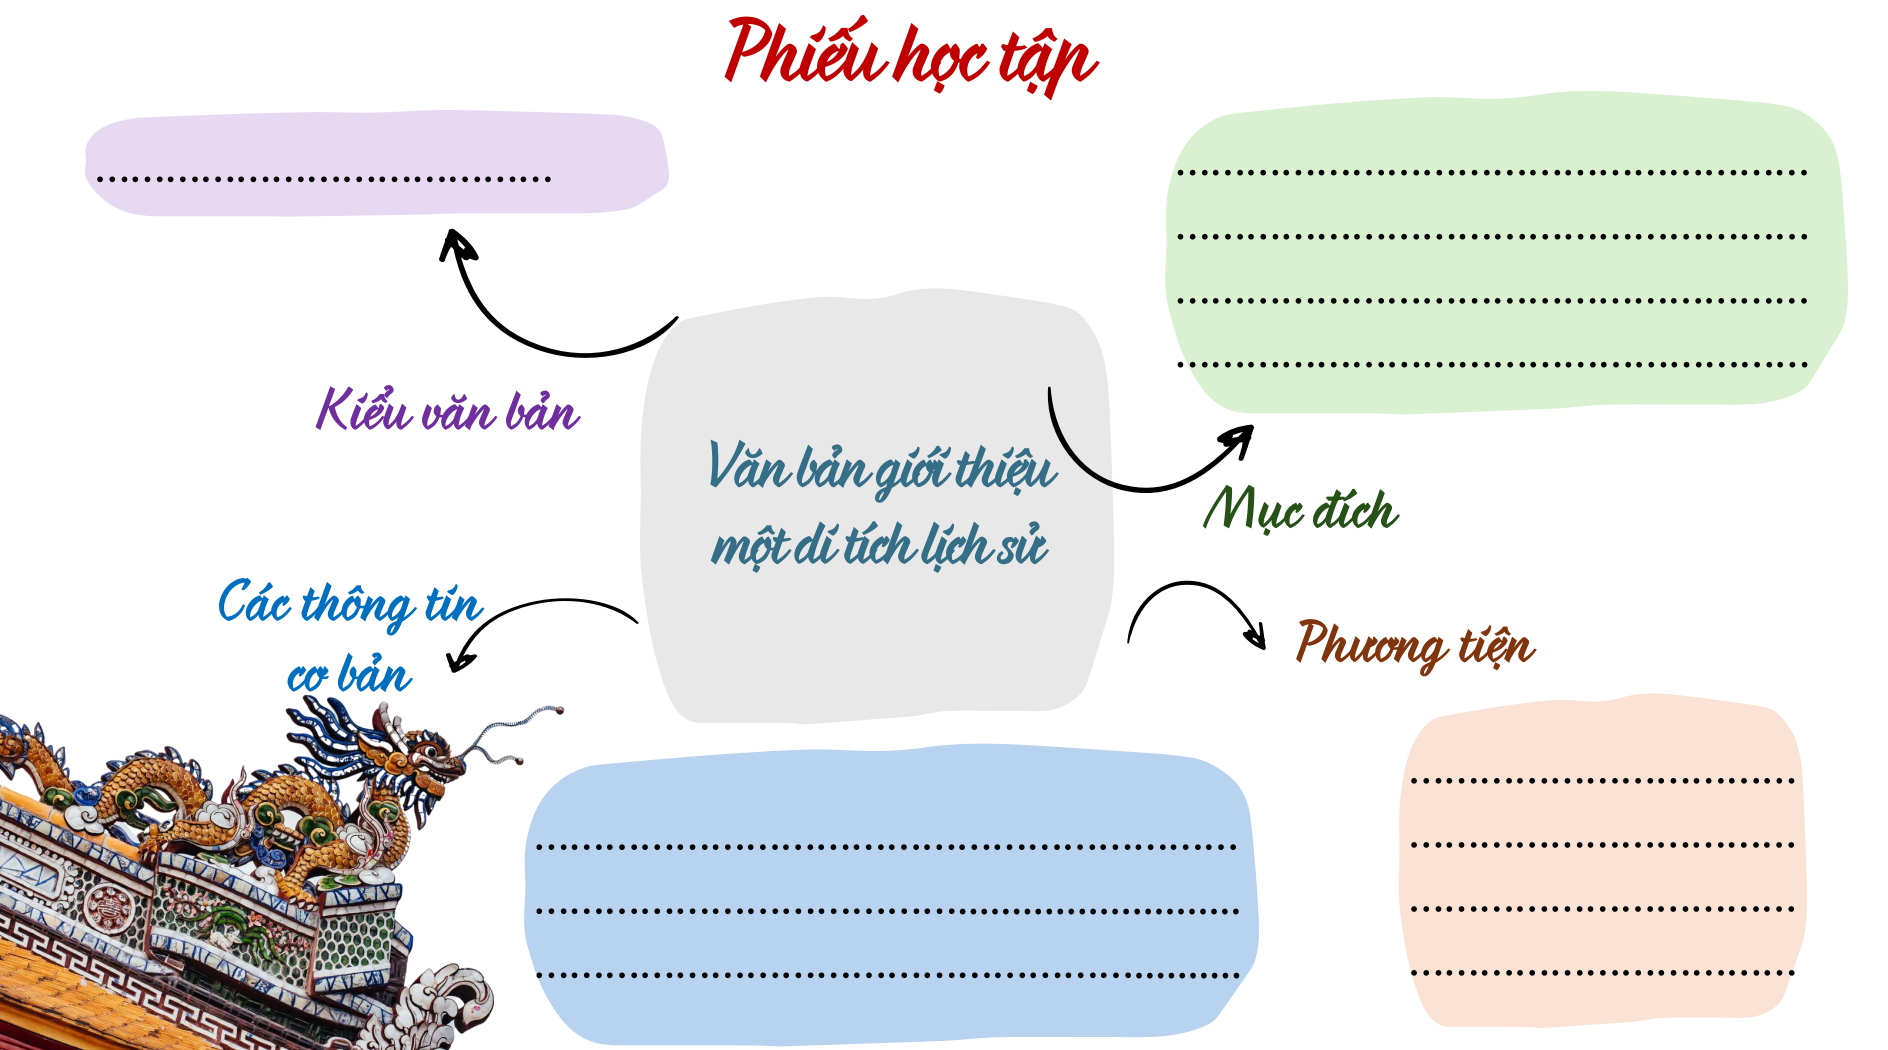 Phiếu học tập
..........................................
Kiểu văn bản
Văn bản giới thiệu
một di tích lịch sử
Mục đích
Các thông tin
cơ bản
Phương tiện